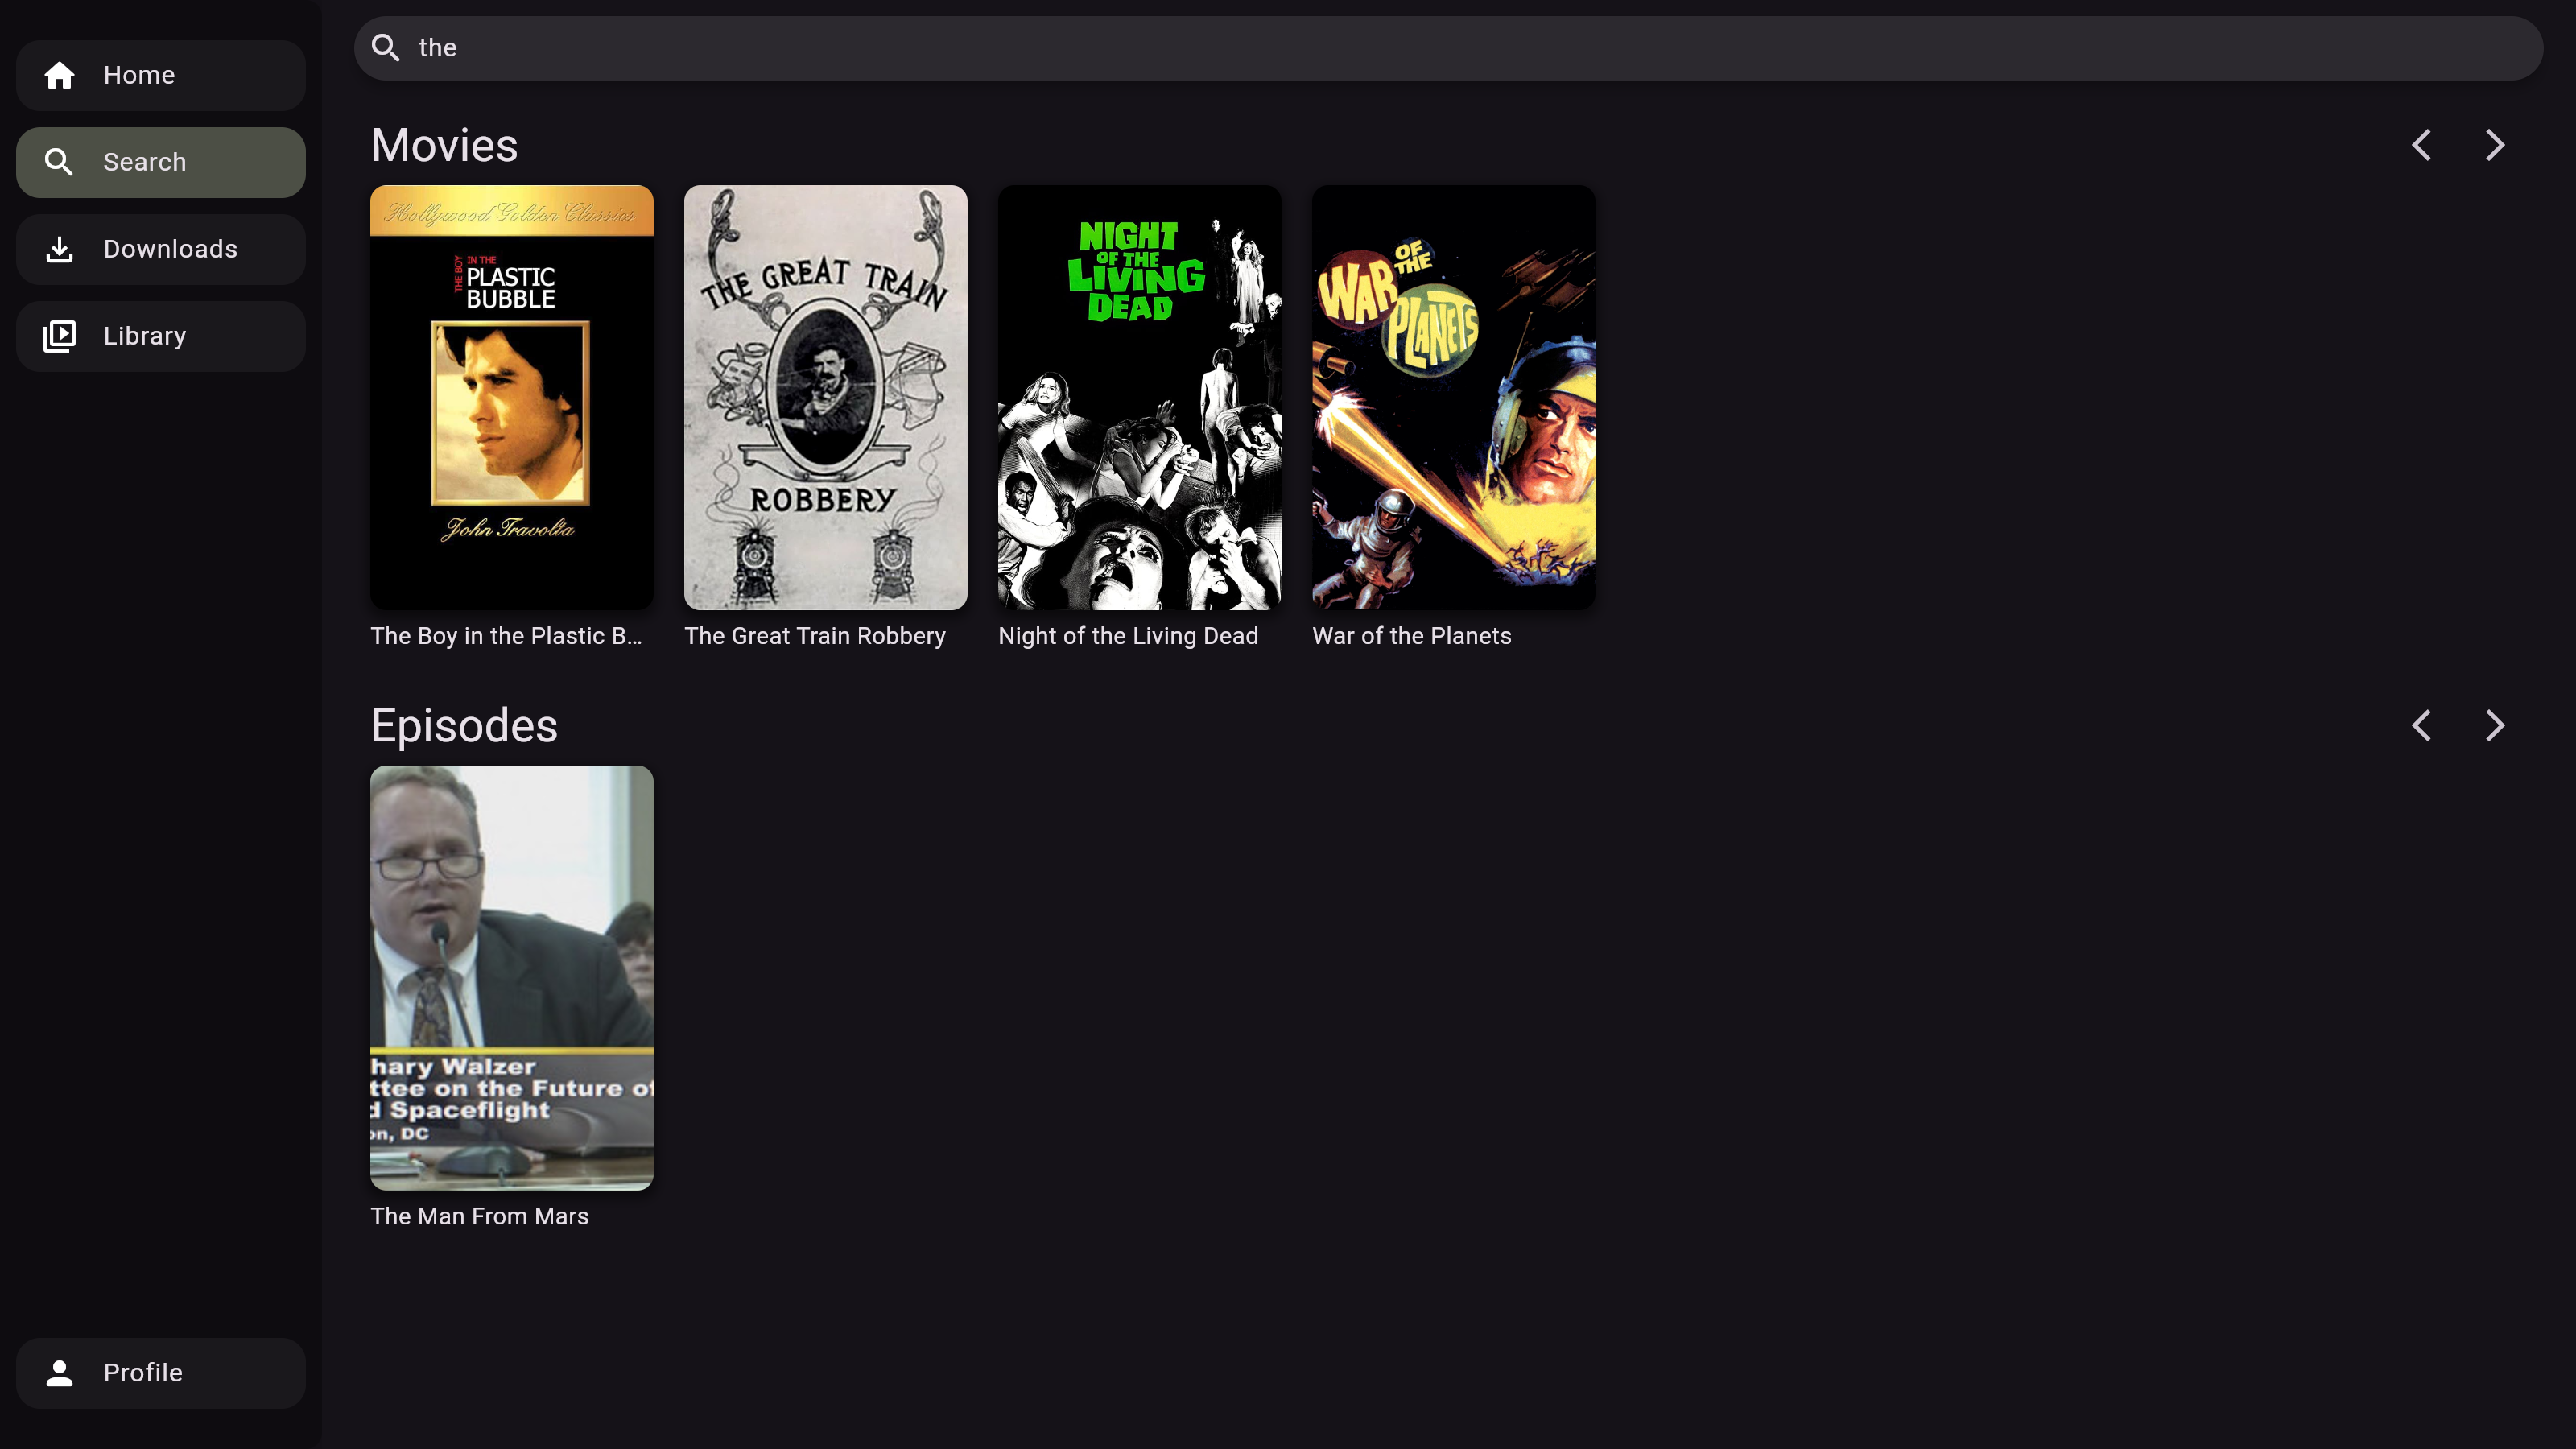 the
Home
Search
Downloads
Library
Profile
Movies
Hollywood Golden Classics
THE BOY
IN THE
PLASTIC
BUBBLE
John Travolta
The Boy in the Plastic B...
THE GREAT TRAIN
ROBBERY
The Great Train Robbery
NIGHT
OF THE
LIVING
DEAD
Night of the Living Dead
WAR
OF
THE
PLANETS
War of the Planets
Episodes
hary Walzer
ttee on the Future of
d Spaceflight
on, DC
The Man From Mars